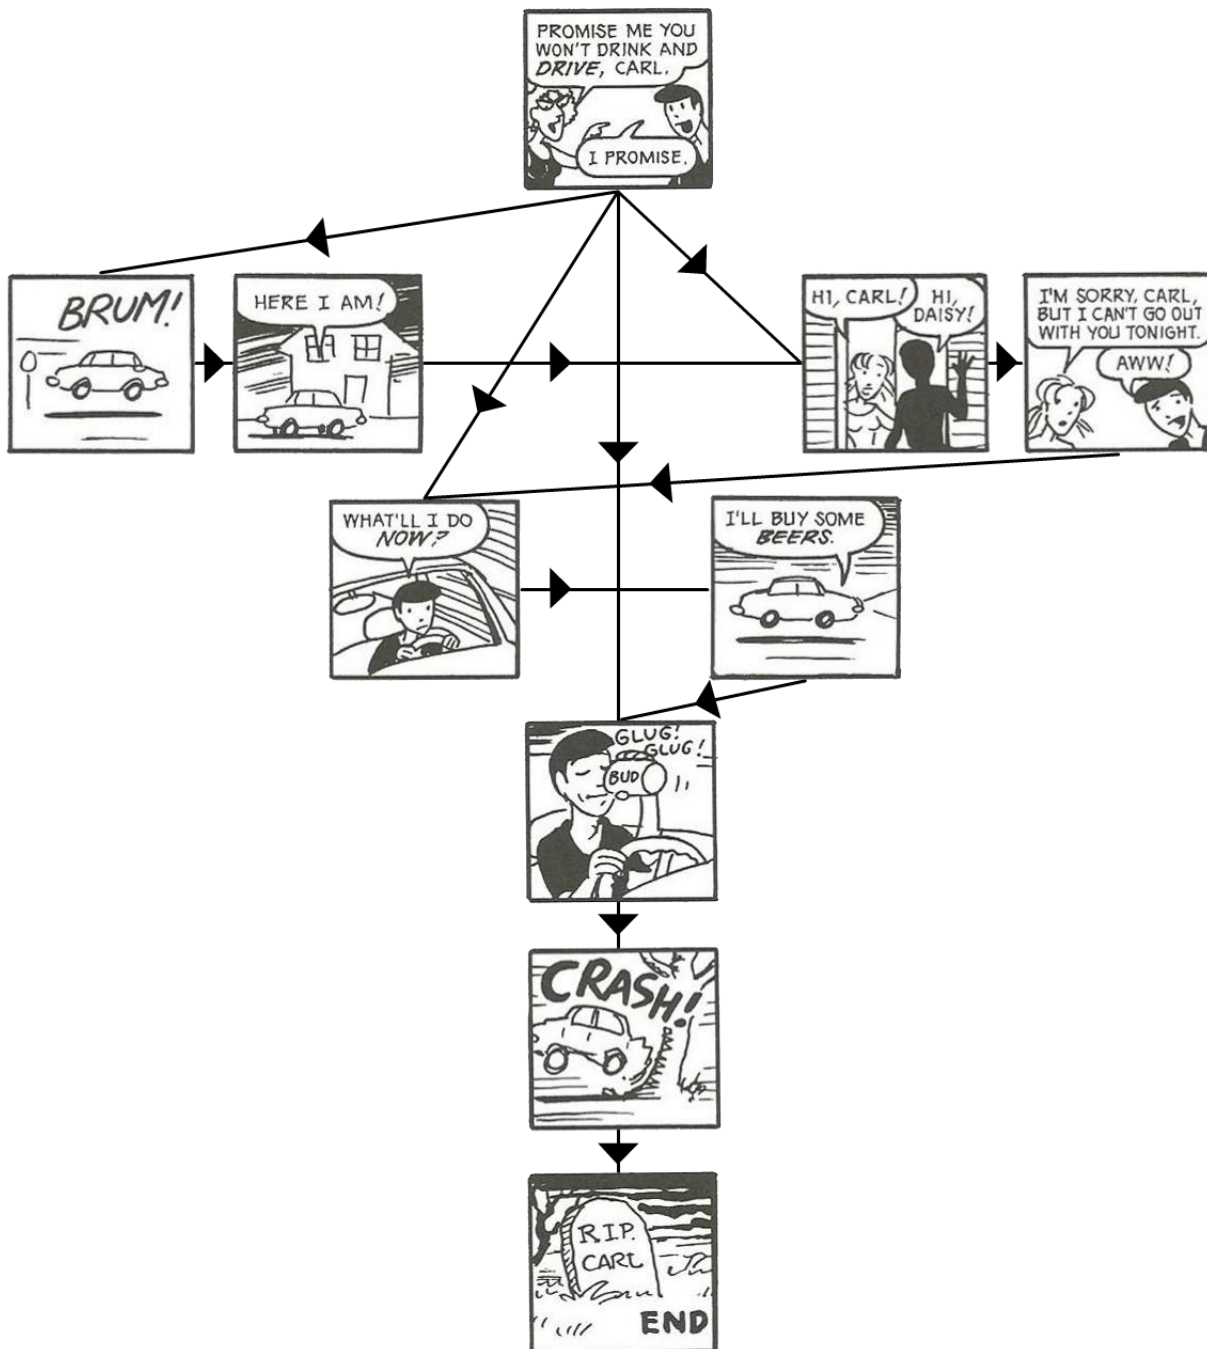 PROMISE ME YOU
WON'T DRINK AND
DRIVE, CARL.
I PROMISE.
BRUM!
HERE I AM!
HI, CARL!
HI,
DAISY!
I'M SORRY, CARL,
BUT I CAN'T GO OUT
WITH YOU TONIGHT.
AWW!
WHAT'LL I DO
NOW?
I'LL BUY SOME
BEERS.
GLUG!
GLUG!
BUD
CRASH!
R.I.P.
CARL
END